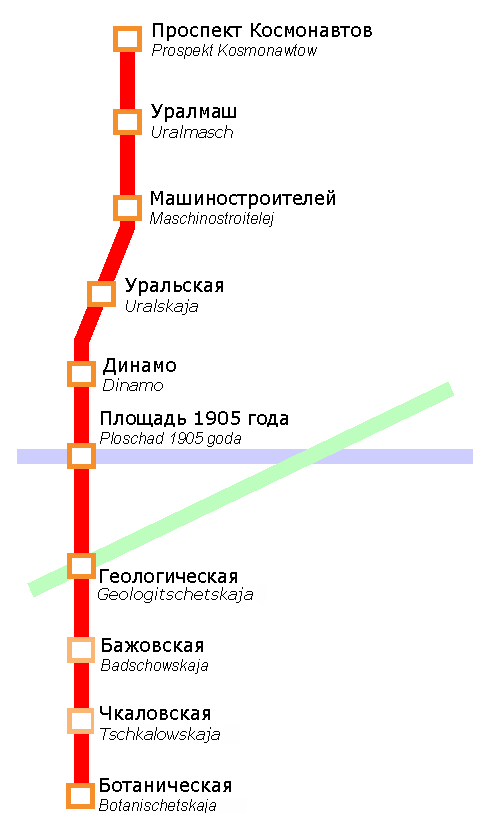 Проспект Космонавтов
Prospekt Kosmonawtow
Уралмаш
Uralmasch
Машиностроителей
Maschinostroitelej
Уральская
Uralskaja
Динамо
Dinamo
Площадь 1905 года
Ploschad 1905 goda
Геологическая
Geologitschetskaja
Бажовская
Badschowskaja
Чкаловская
Tschkalowskaja
Ботаническая
Botanischetskaja